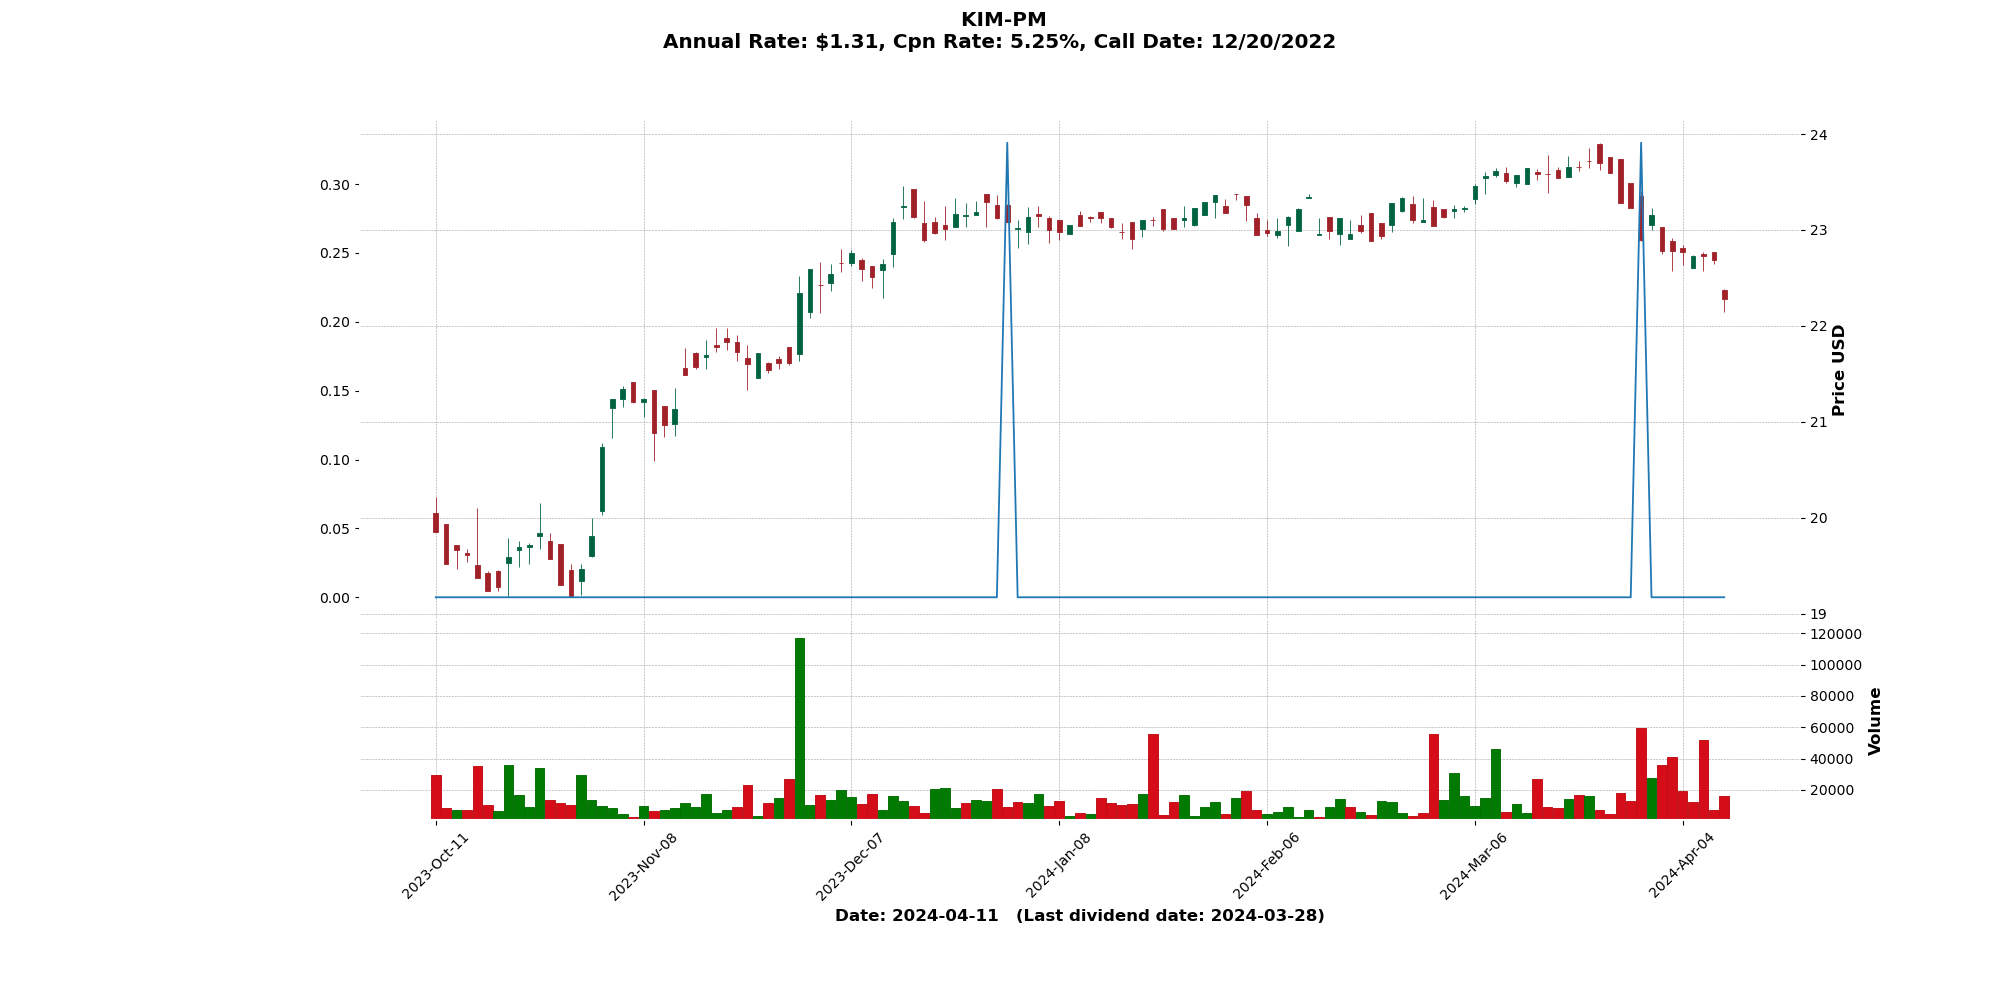 KIM-PM
Annual Rate: $1.31, Cpn Rate: 5.25%, Call Date: 12/20/2022
0.30
0.25
0.20
0.15
0.10
0.05
0.00
24
23
22
21
20
19
Price USD
120000
100000
80000
60000
40000
20000
Volume
2023-Oct-11
2023-Nov-08
2023-Dec-07
2024-Jan-08
2024-Feb-06
2024-Mar-06
2024-Apr-04
Date: 2024-04-11 (Last dividend date: 2024-03-28)